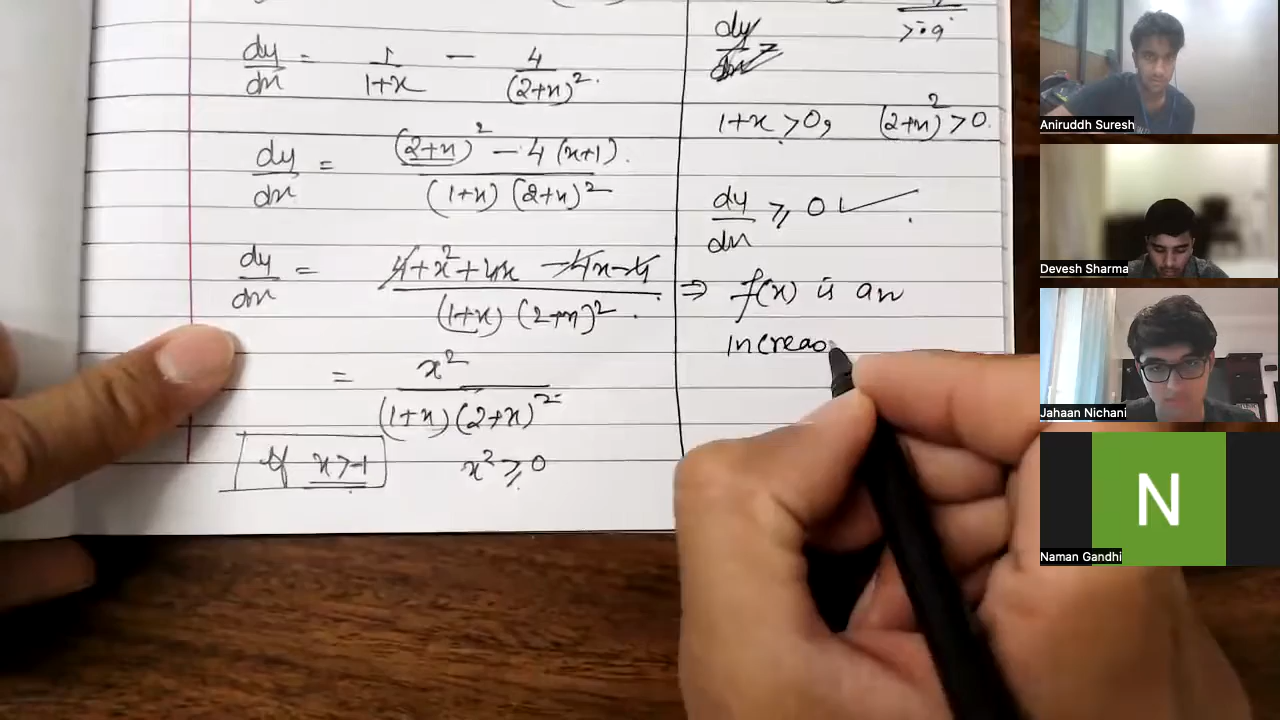 dy/dx = 1/(1+x) - 4/(2+x)².
dy/dx = ((2+x)² - 4(x+1))/((1+x)(2+x)²).
dy/dx = (4+x²+4x-4x-4)/((1+x)(2+x)²).
= x²/((1+x)(2+x)²)
If x>-1 x²≥0
dy/dx =
1+x>0, (2+x)²>0.
dy/dx ≥ 0
⇒ f(x) is an
increas
Aniruddh Suresh
Devesh Sharma
Jahaan Nichani
N
Naman Gandhi